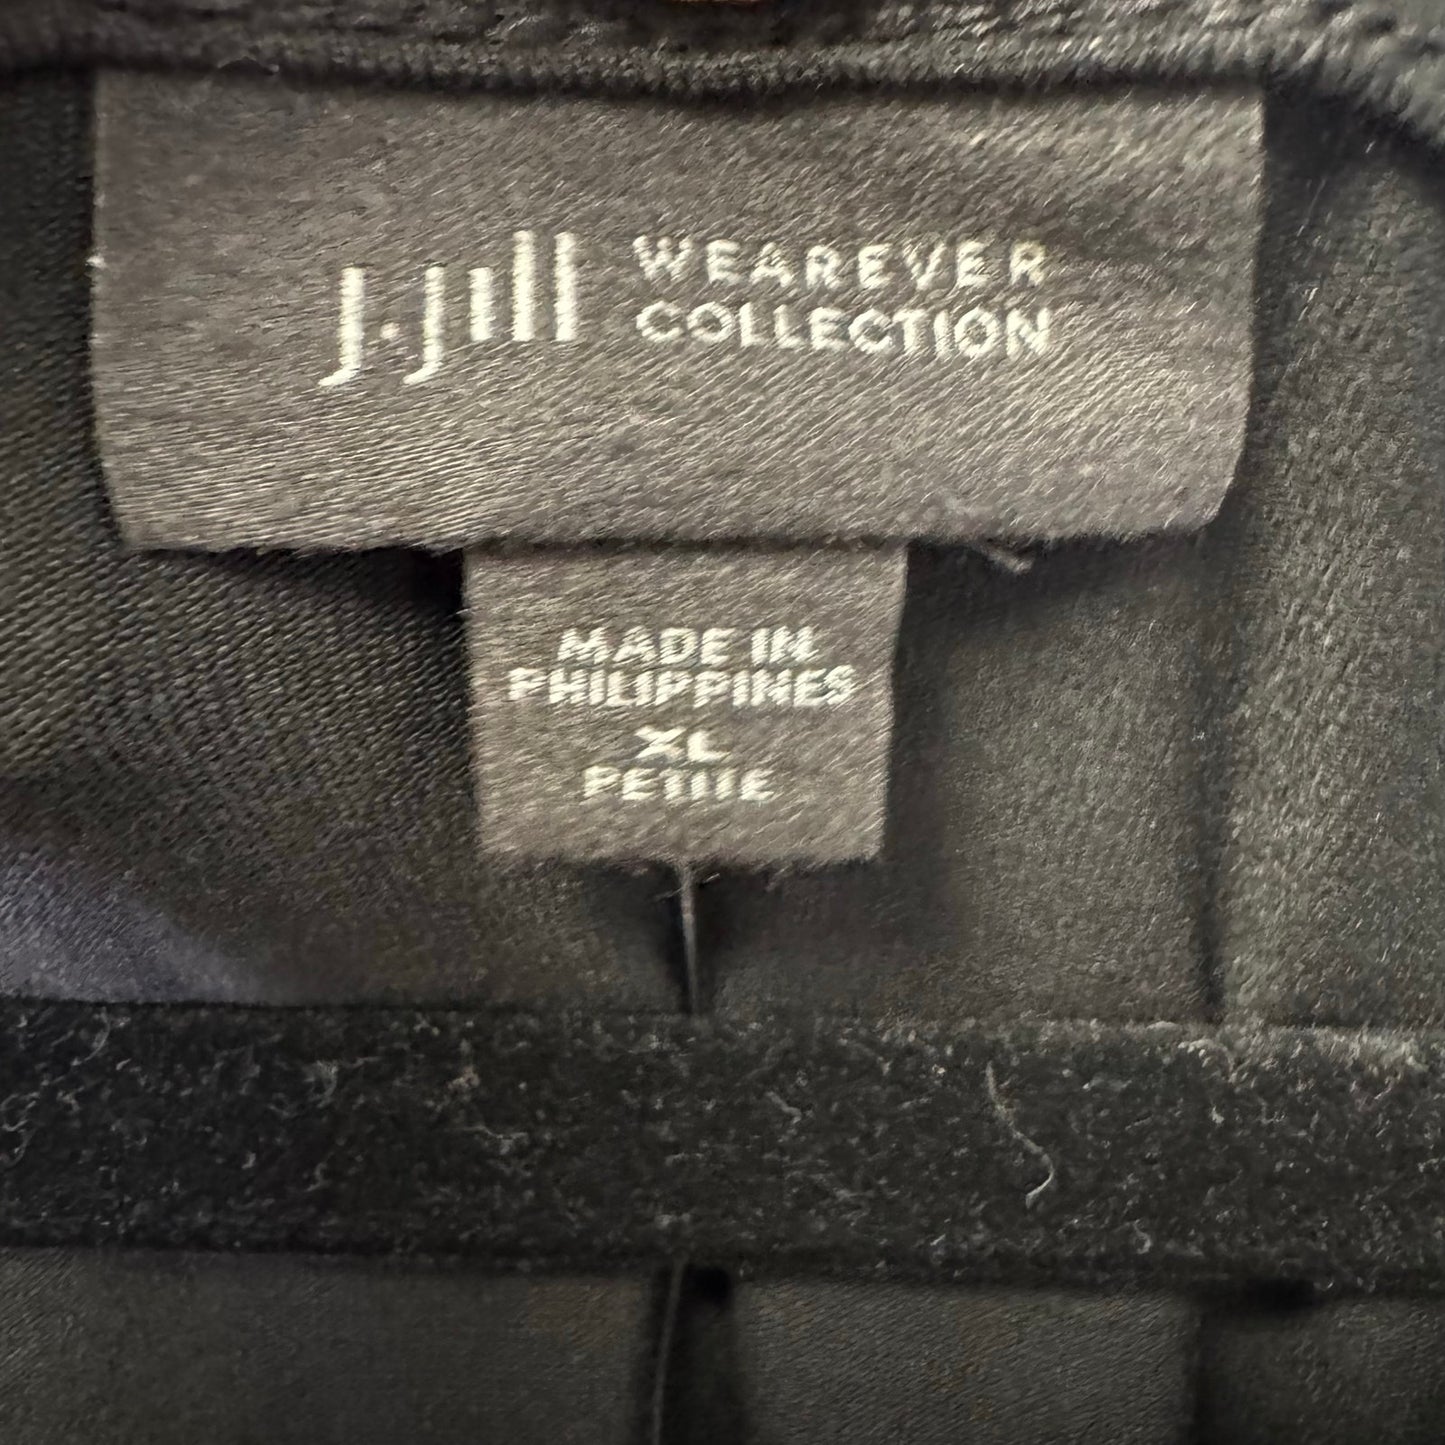 J.Jill WEAREVER
COLLECTION
MADE IN
PHILIPPINES
XL
PETITE